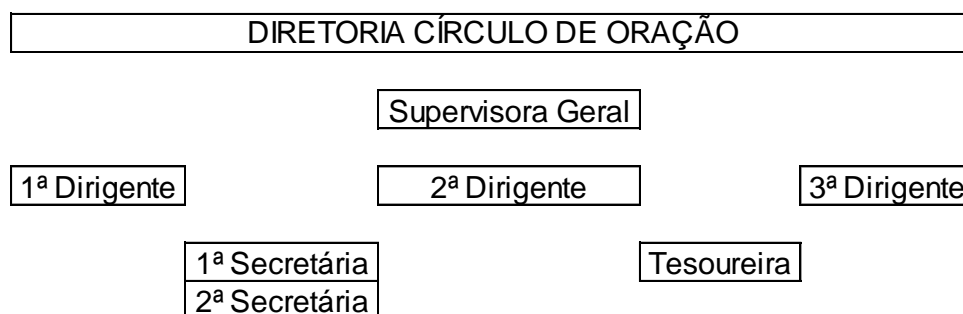 DIRETORIA CÍRCULO DE ORAÇÃO
Supervisora Geral
1ª Dirigente 2ª Dirigente 3ª Dirigente
1ª Secretária Tesoureira
2ª Secretária